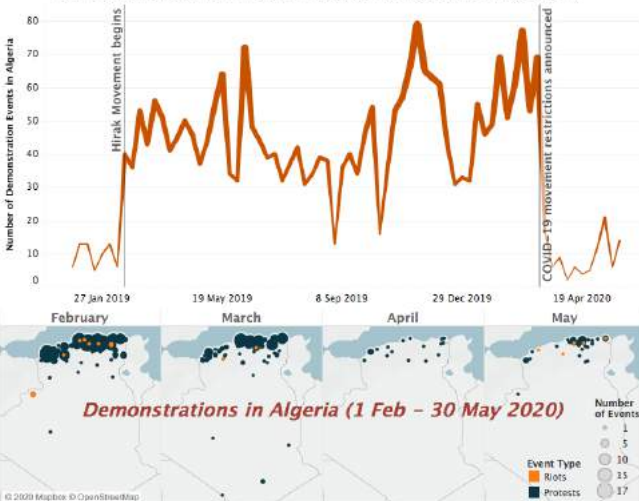 80
70
60
50
40
30
20
10
0
Number of Demonstration Events in Algeria
Hirak Movement begins
COVID-19 movement restrictions announced
27 Jan 2019
19 May 2019
8 Sep 2019
29 Dec 2019
19 Apr 2020
February
March
April
May
Demonstrations in Algeria (1 Feb - 30 May 2020)
Number
of Events
1
5
10
15
17
Event Type
Riots
Protests
© 2020 Mapbox © OpenStreetMap